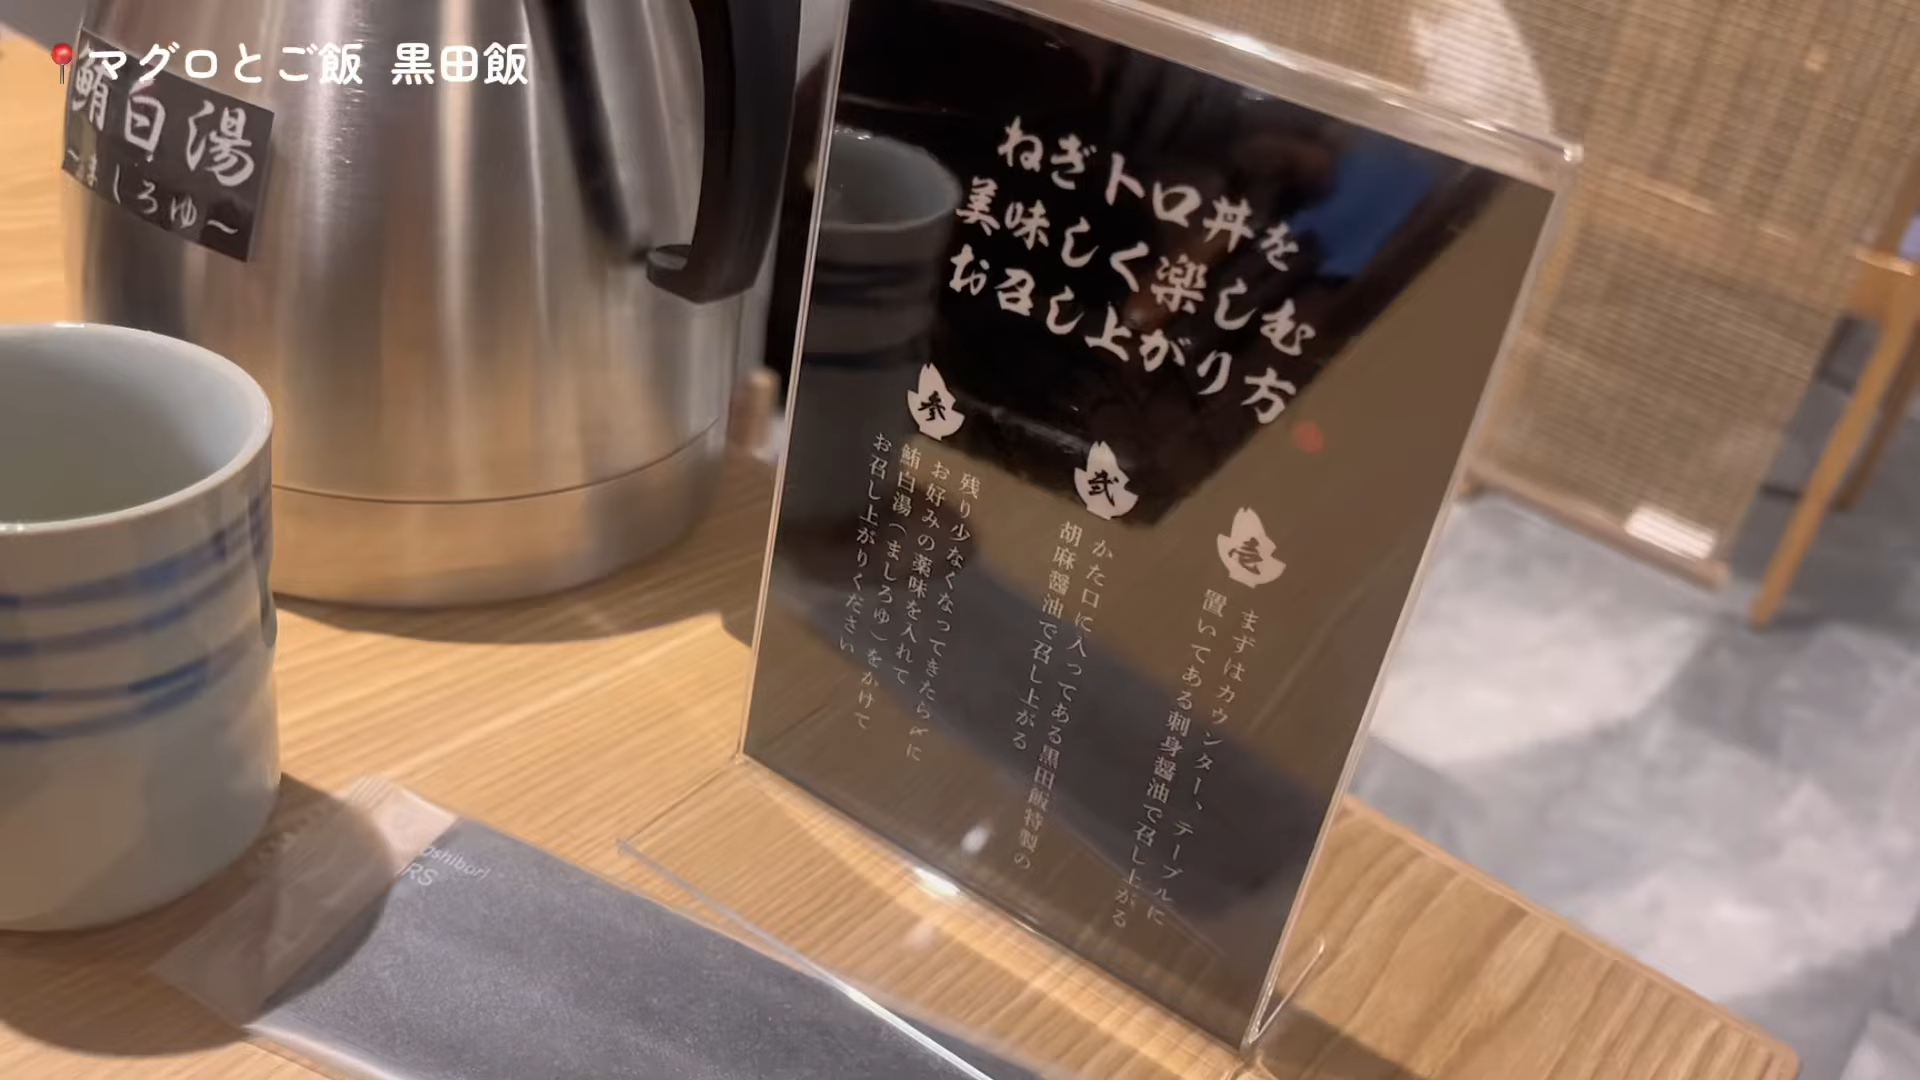 📍マグロとご飯 黒田飯
鮪白湯
~ましろゆ~
ねぎトロ丼を
美味しく楽しむ
お召し上がり方
壱
まずはカウンター、テーブルに
置いてある刺身醤油で召し上がる
弐
かた口に入ってある黒田飯特製の
胡麻醤油で召し上がる
参
残り少なくなってきたら〆に
お好みの薬味を入れて
鮪白湯(ましろゆ)をかけて
お召し上がりください